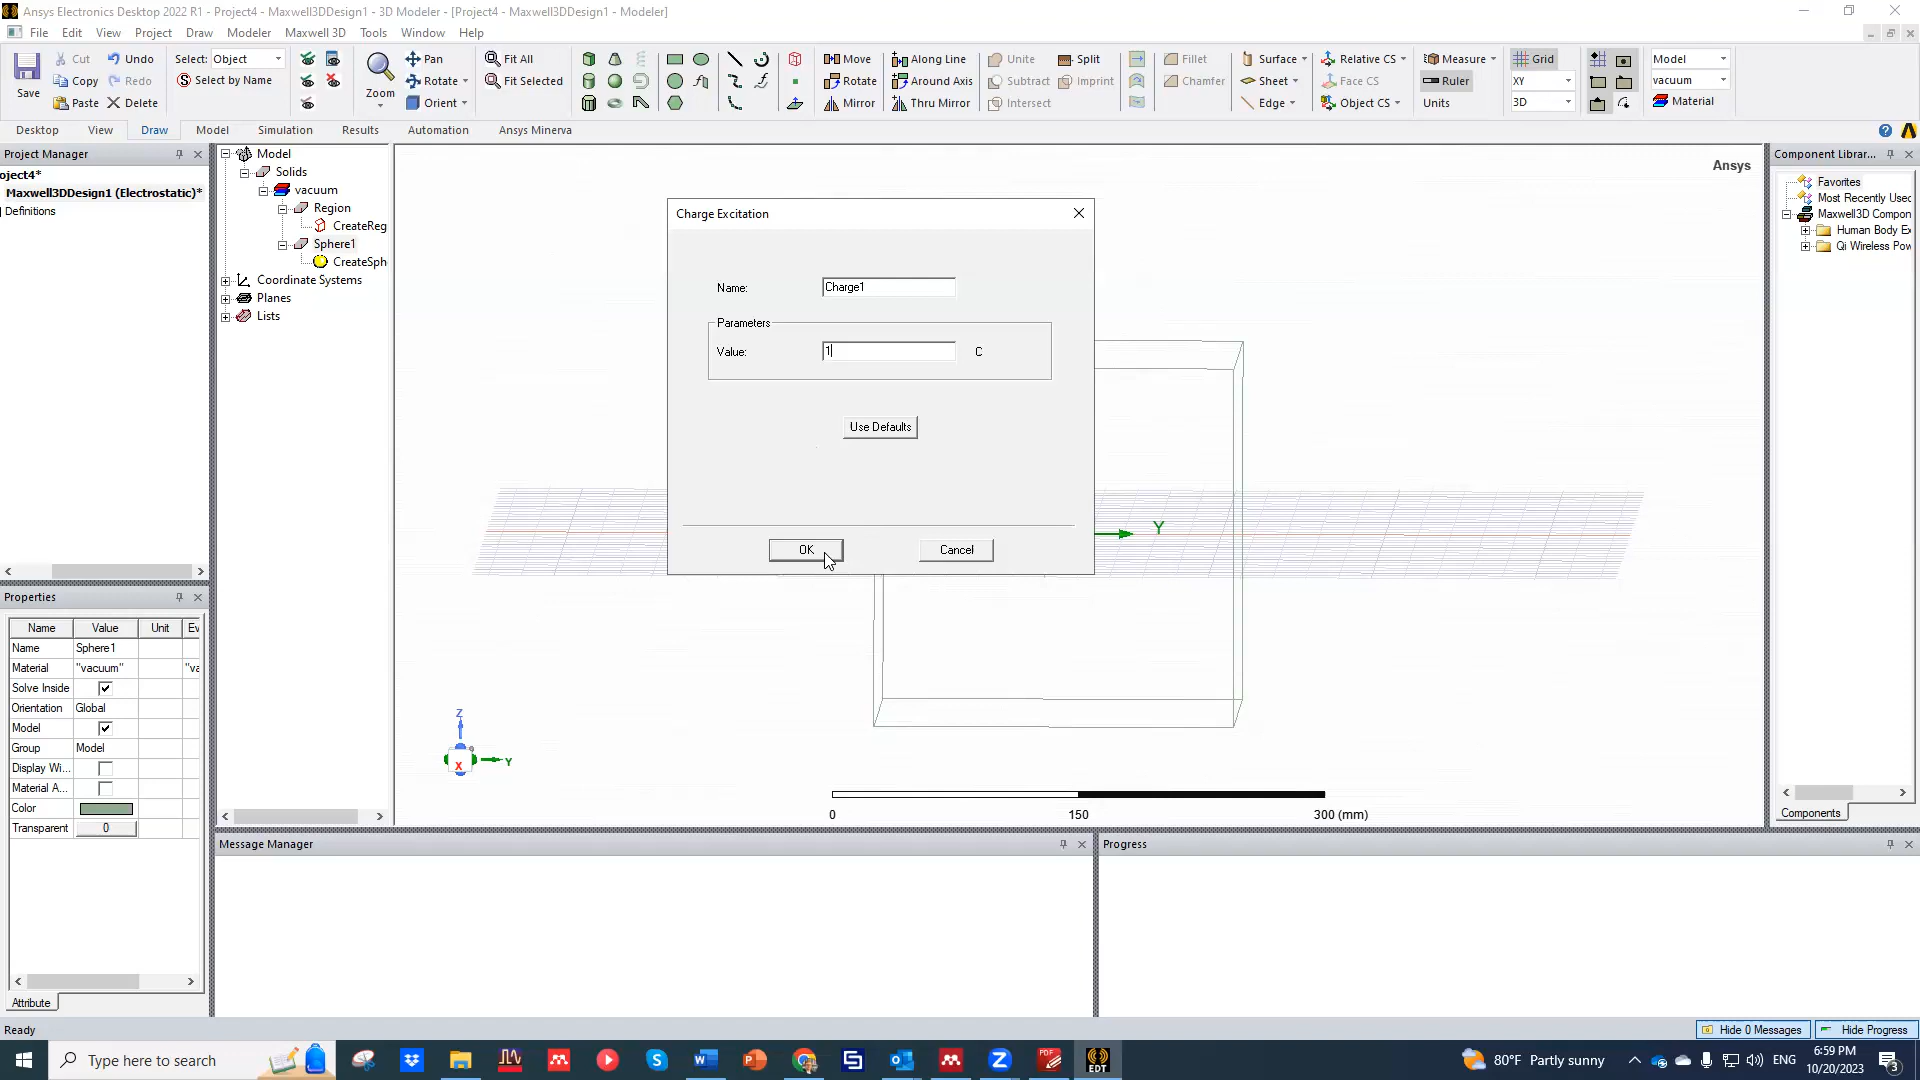 Ansys Electronics Desktop 2022 R1 - Project4 - Maxwell3DDesign1 - 3D Modeler - [Project4 - Maxwell3DDesign1 - Modeler]
File Edit View Project Draw Modeler Maxwell 3D Tools Window Help
Save
Cut
Copy
Paste
Undo
Redo
Delete
Select: Object
Select by Name
Zoom
Pan
Rotate
Orient
Fit All
Fit Selected
Move
Rotate
Mirror
Along Line
Around Axis
Thru Mirror
Unite
Subtract
Intersect
Split
Imprint
Fillet
Chamfer
Surface
Sheet
Edge
Relative CS
Face CS
Object CS
Measure
Ruler
Units
Grid
XY
3D
Model
vacuum
Material
Desktop View Draw Model Simulation Results Automation Ansys Minerva
Project Manager
oject4*
Maxwell3DDesign1 (Electrostatic)*
Definitions
Model
Solids
vacuum
Region
CreateReg
Sphere1
CreateSph
Coordinate Systems
Planes
Lists
Ansys
Charge Excitation
Name: Charge1
Parameters
Value: 1 C
Use Defaults
OK Cancel
Y
Z
Y
X
0 150 300 (mm)
Component Librar...
Favorites
Most Recently Used
Maxwell3D Compon
Human Body Ex
Qi Wireless Pow
Components
Properties
Name Value Unit Ev
Name Sphere1
Material "vacuum" "va
Solve Inside
Orientation Global
Model
Group Model
Display Wi...
Material A...
Color
Transparent 0
Attribute
Message Manager
Progress
Ready
Hide 0 Messages Hide Progress
Type here to search
80°F Partly sunny
ENG
6:59 PM
10/20/2023
3
EDT
PDF